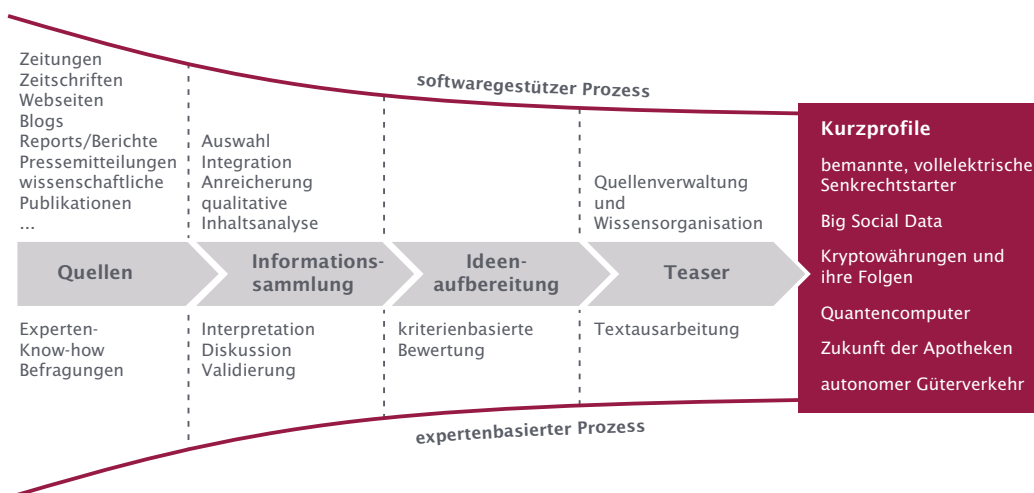 softwaregestützer Prozess
Zeitungen
Zeitschriften
Webseiten
Blogs
Reports/Berichte
Pressemitteilungen
wissenschaftliche
Publikationen
...
Auswahl
Integration
Anreicherung
qualitative
Inhaltsanalyse
Quellenverwaltung
und
Wissensorganisation
Quellen
Informations-
sammlung
Ideen-
aufbereitung
Teaser
Experten-
Know-how
Befragungen
Interpretation
Diskussion
Validierung
kriterienbasierte
Bewertung
Textausarbeitung
expertenbasierter Prozess
Kurzprofile
bemannte, vollelektrische
Senkrechtstarter
Big Social Data
Kryptowährungen und
ihre Folgen
Quantencomputer
Zukunft der Apotheken
autonomer Güterverkehr